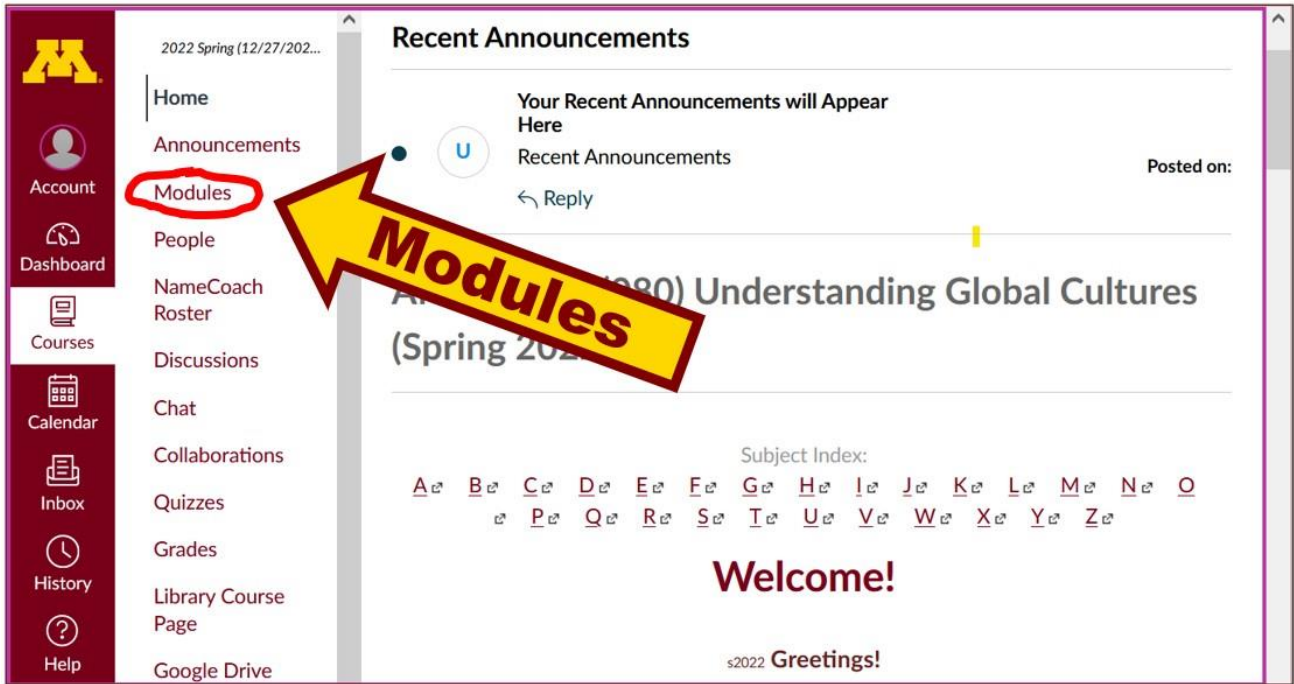 M
Account
Dashboard
Courses
Calendar
Inbox
History
Help
2022 Spring (12/27/202...
Home
Announcements
Modules
People
NameCoach
Roster
Discussions
Chat
Collaborations
Quizzes
Grades
Library Course
Page
Google Drive
Modules
Recent Announcements
U
Your Recent Announcements will Appear
Here
Recent Announcements
Reply
Posted on:
80) Understanding Global Cultures
(Spring
Subject Index:
A B C D E F G H I J K L M N O
P Q R S T U V W X Y Z
Welcome!
s2022 Greetings!